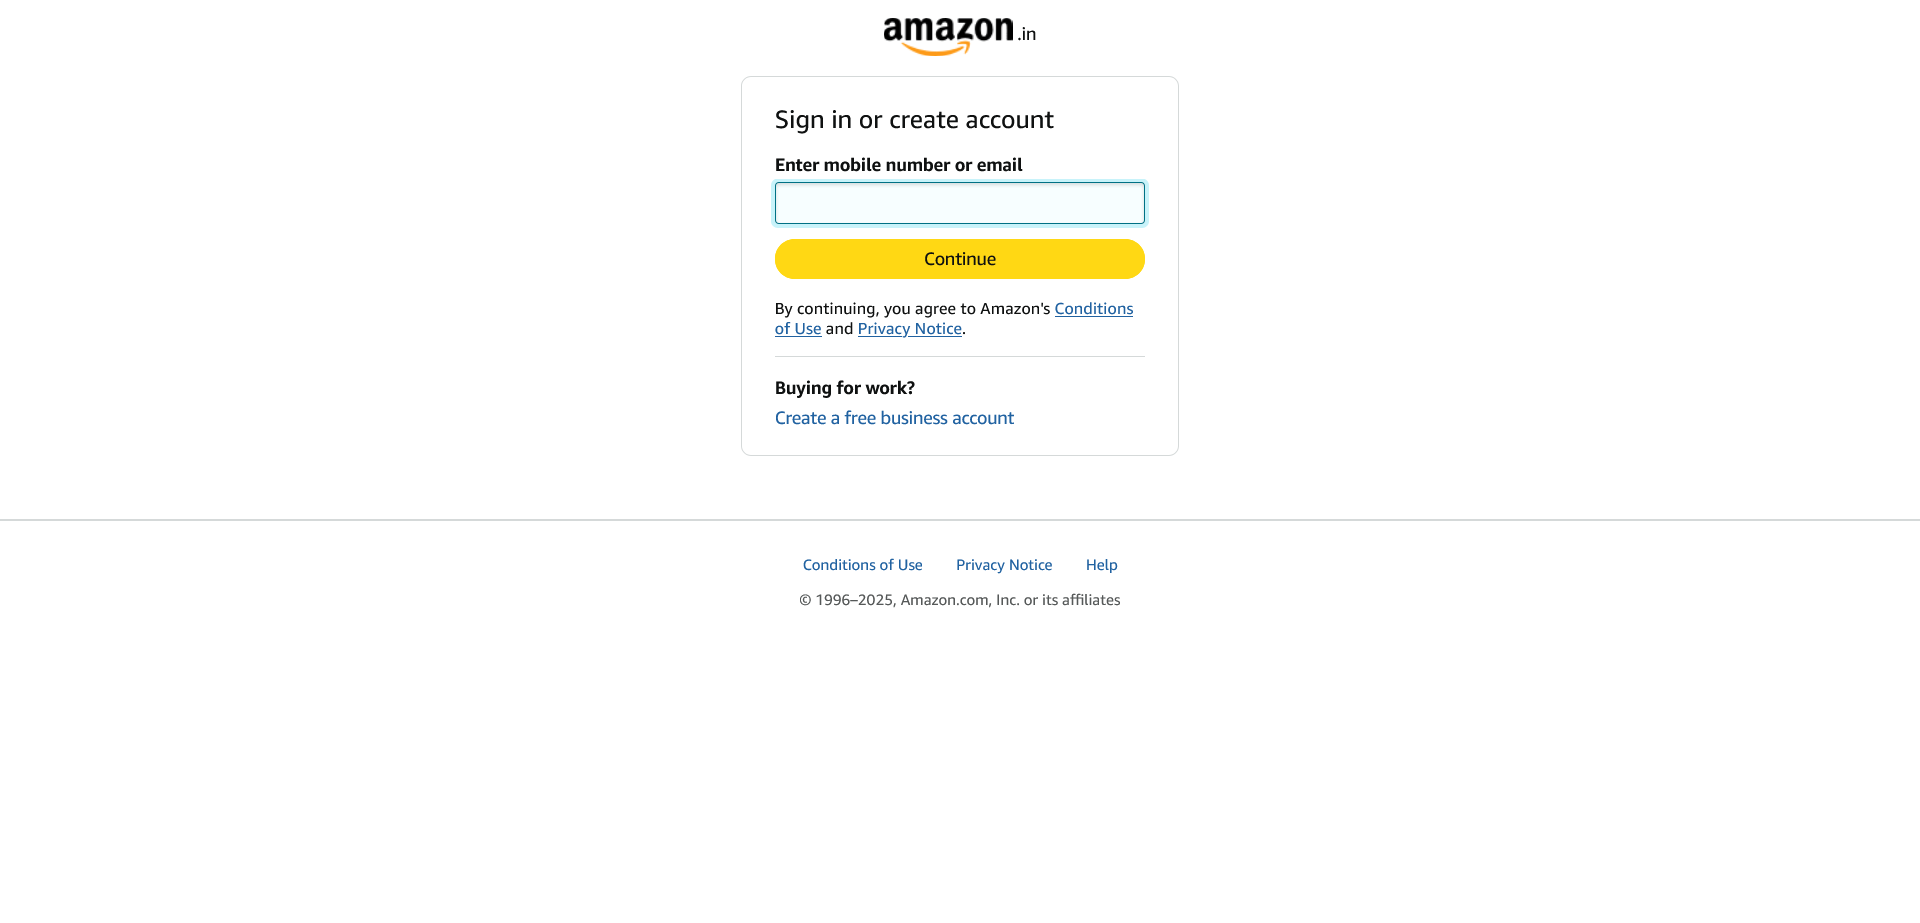 amazon.in
Sign in or create account
Enter mobile number or email
Continue
By continuing, you agree to Amazon's Conditions
of Use and Privacy Notice.
Buying for work?
Create a free business account
Conditions of Use Privacy Notice Help
© 1996–2025, Amazon.com, Inc. or its affiliates